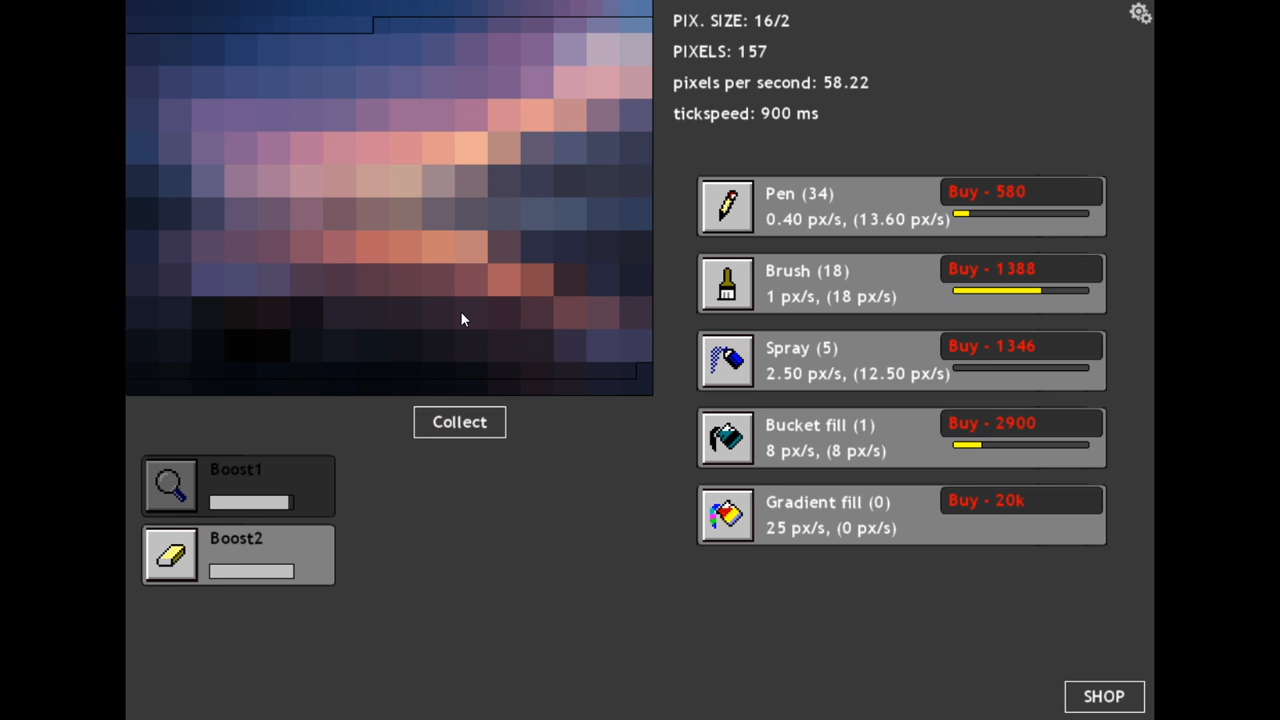 PIX. SIZE: 16/2
PIXELS: 157
pixels per second: 58.22
tickspeed: 900 ms
Pen (34)
Buy - 580
0.40 px/s, (13.60 px/s)
Brush (18)
Buy - 1388
1 px/s, (18 px/s)
Spray (5)
Buy - 1346
2.50 px/s, (12.50 px/s)
Bucket fill (1)
Buy - 2900
8 px/s, (8 px/s)
Gradient fill (0)
Buy - 20k
25 px/s, (0 px/s)
Collect
Boost1
Boost2
SHOP